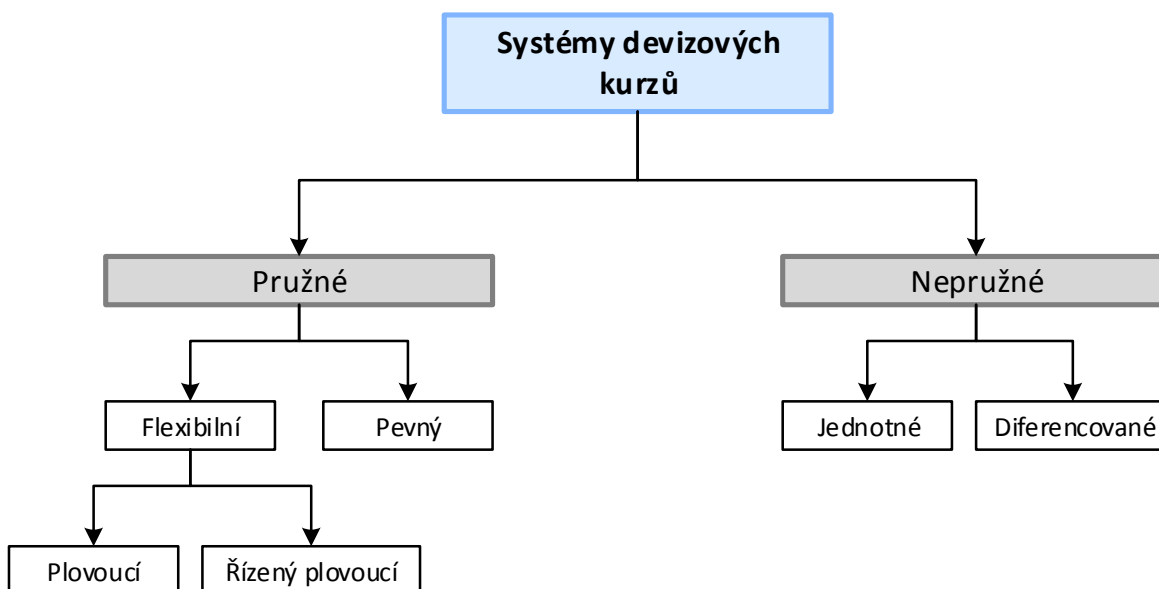 Systémy devizových
kurzů
Pružné
Nepružné
Flexibilní
Pevný
Jednotné
Diferencované
Plovoucí
Řízený plovoucí